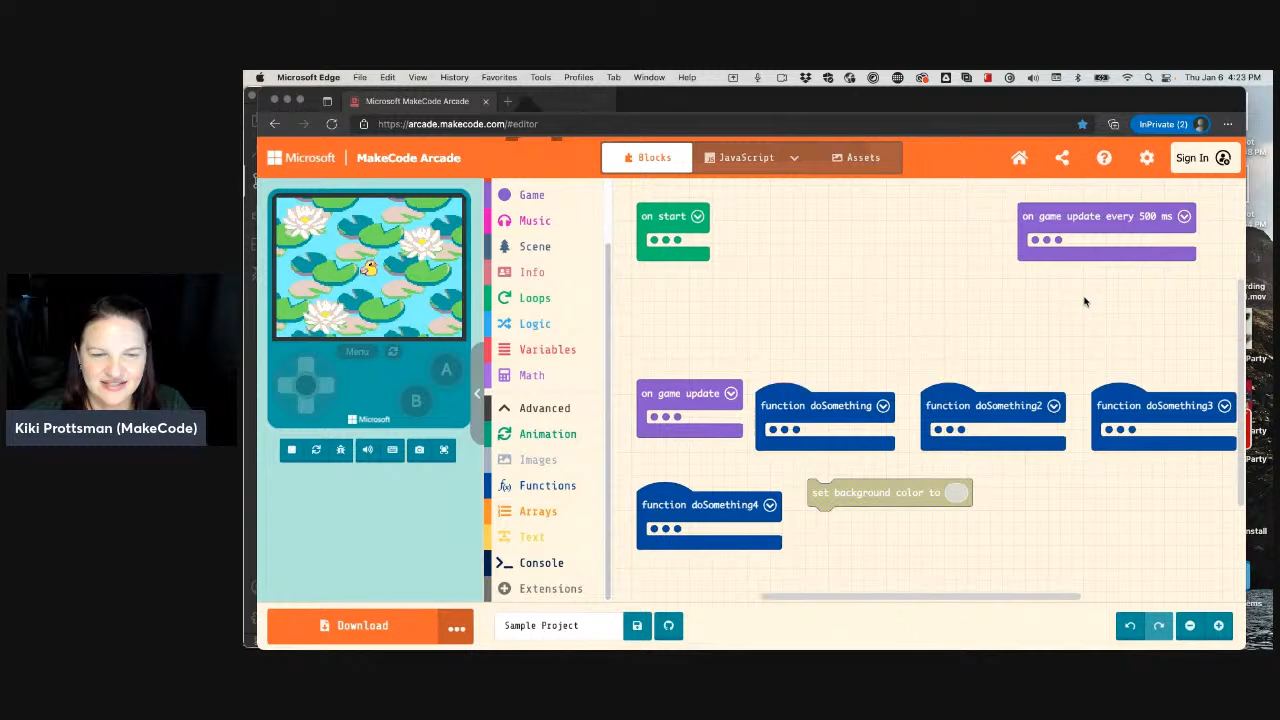 Microsoft Edge File Edit View History Favorites Tools Profiles Tab Window Help Thu Jan 6 4:23 PM
Microsoft MakeCode Arcade
https://arcade.makecode.com/#editor
InPrivate (2)
Microsoft MakeCode Arcade
Blocks
JavaScript
Assets
Sign In
Game
Music
Scene
Info
Loops
Logic
Variables
Math
Advanced
Animation
Images
Functions
Arrays
Text
Console
Extensions
on start
on game update every 500 ms
on game update
function doSomething
function doSomething2
function doSomething3
function doSomething4
set background color to
Menu
A
B
Microsoft
Download
Sample Project
Kiki Prottsman (MakeCode)